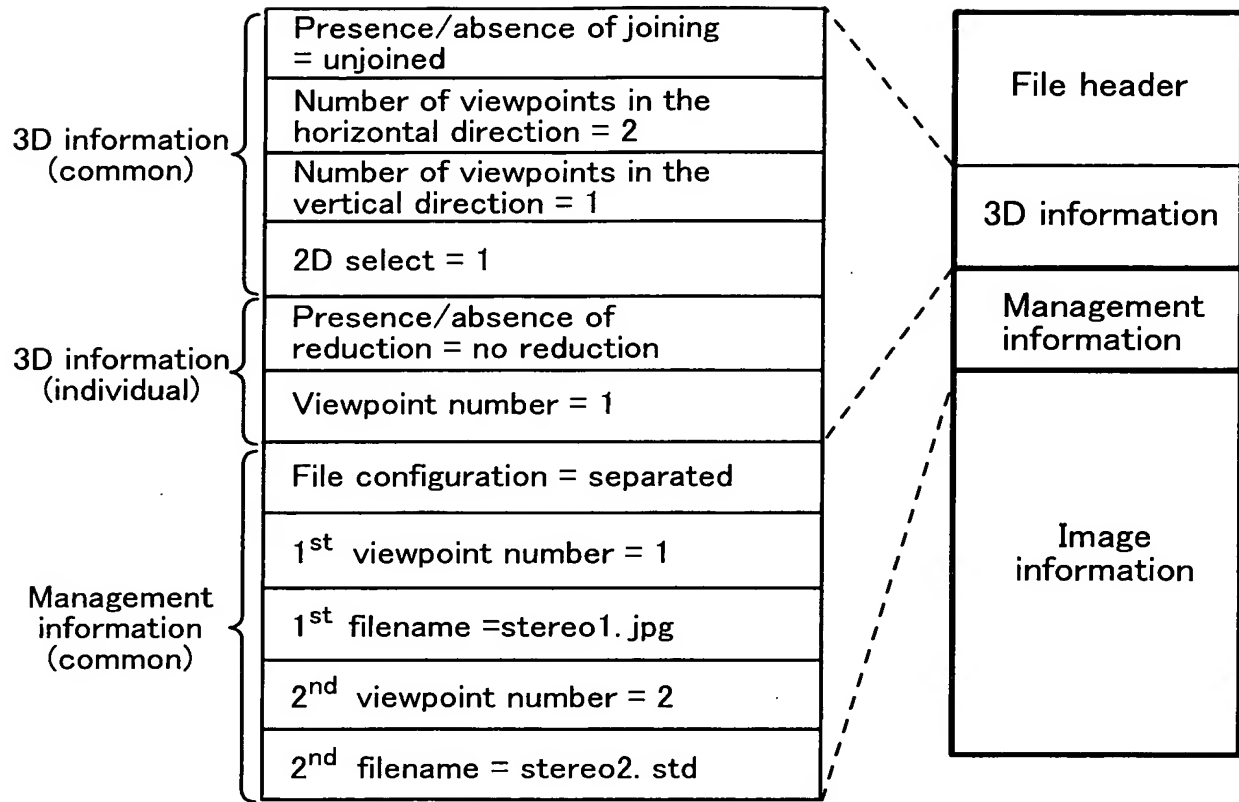 3D information
(common)
Presence/absence of joining
= unjoined
Number of viewpoints in the
horizontal direction = 2
Number of viewpoints in the
vertical direction = 1
2D select = 1
3D information
(individual)
Presence/absence of
reduction = no reduction
Viewpoint number = 1
Management
information
(common)
File configuration = separated
1st viewpoint number = 1
1st filename =stereo1. jpg
2nd viewpoint number = 2
2nd filename = stereo2. std
File header
3D information
Management
information
Image
information